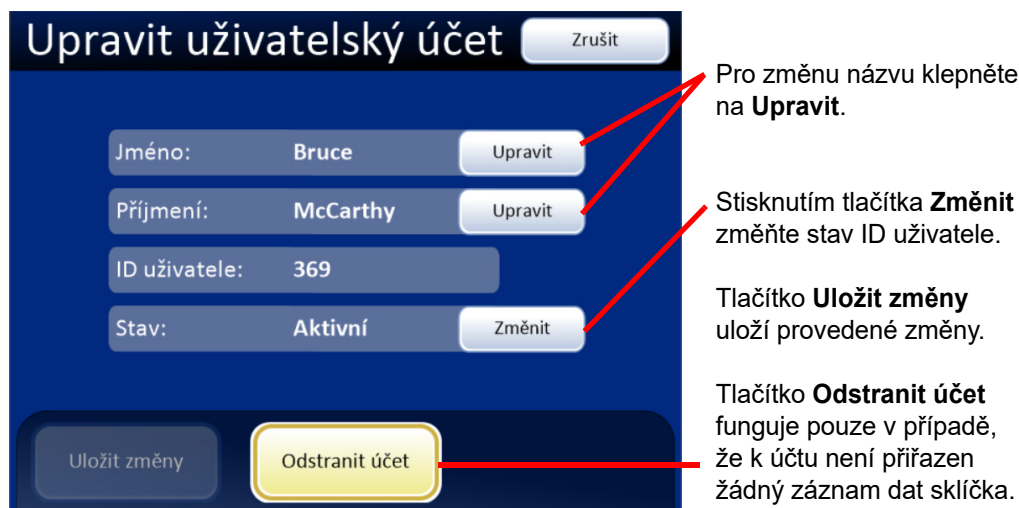 Upravit uživatelský účet
Zrušit
Jméno: Bruce Upravit
Příjmení: McCarthy Upravit
ID uživatele: 369
Stav: Aktivní Změnit
Uložit změny
Odstranit účet
Pro změnu názvu klepněte
na Upravit.
Stisknutím tlačítka Změnit
změňte stav ID uživatele.
Tlačítko Uložit změny
uloží provedené změny.
Tlačítko Odstranit účet
funguje pouze v případě,
že k účtu není přiřazen
žádný záznam dat sklíčka.